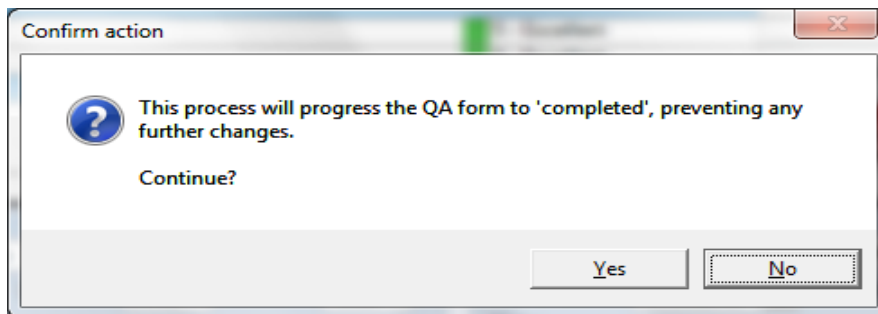 Confirm action
This process will progress the QA form to 'completed', preventing any
further changes.
Continue?
Yes
No